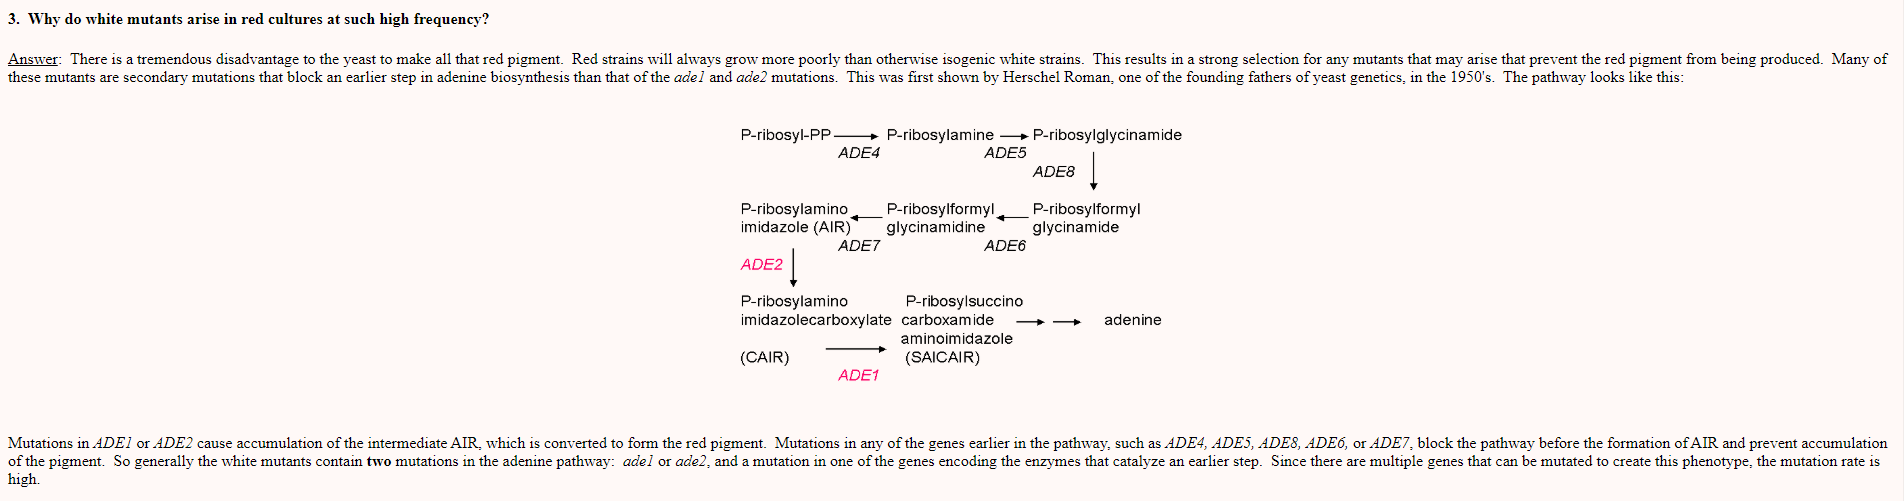 3. Why do white mutants arise in red cultures at such high frequency?
Answer: There is a tremendous disadvantage to the yeast to make all that red pigment. Red strains will always grow more poorly than otherwise isogenic white strains. This results in a strong selection for any mutants that may arise that prevent the red pigment from being produced. Many of
these mutants are secondary mutations that block an earlier step in adenine biosynthesis than that of the ade1 and ade2 mutations. This was first shown by Herschel Roman, one of the founding fathers of yeast genetics, in the 1950's. The pathway looks like this:
P-ribosyl-PP P-ribosylamine P-ribosylglycinamide
ADE4 ADE5
ADE8
P-ribosylamino P-ribosylformyl P-ribosylformyl
imidazole (AIR) glycinamidine glycinamide
ADE7 ADE6
ADE2
P-ribosylamino P-ribosylsuccino
imidazolecarboxylate carboxamide adenine
aminoimidazole
(CAIR) (SAICAIR)
ADE1
Mutations in ADE1 or ADE2 cause accumulation of the intermediate AIR, which is converted to form the red pigment. Mutations in any of the genes earlier in the pathway, such as ADE4, ADE5, ADE8, ADE6, or ADE7, block the pathway before the formation of AIR and prevent accumulation
of the pigment. So generally the white mutants contain two mutations in the adenine pathway: ade1 or ade2, and a mutation in one of the genes encoding the enzymes that catalyze an earlier step. Since there are multiple genes that can be mutated to create this phenotype, the mutation rate is
high.